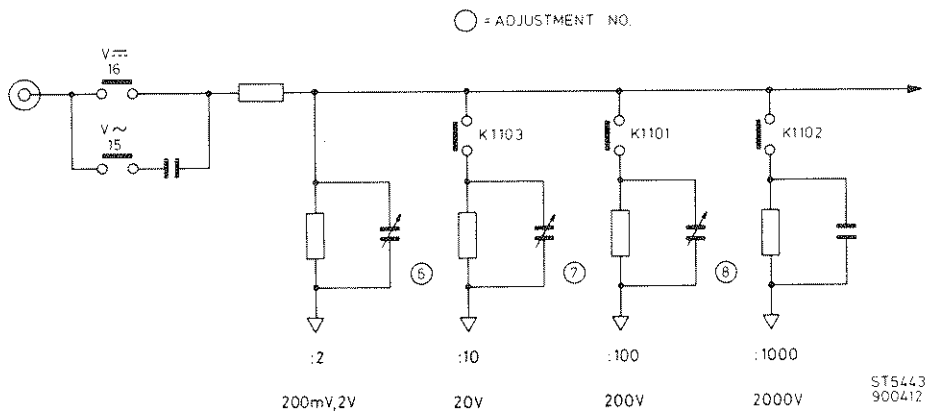 = ADJUSTMENT NO.
V⎓
16
V~
15
K1103
K1101
K1102
6
7
8
:2
:10
:100
:1000
200mV,2V
20V
200V
2000V
ST5443
900412